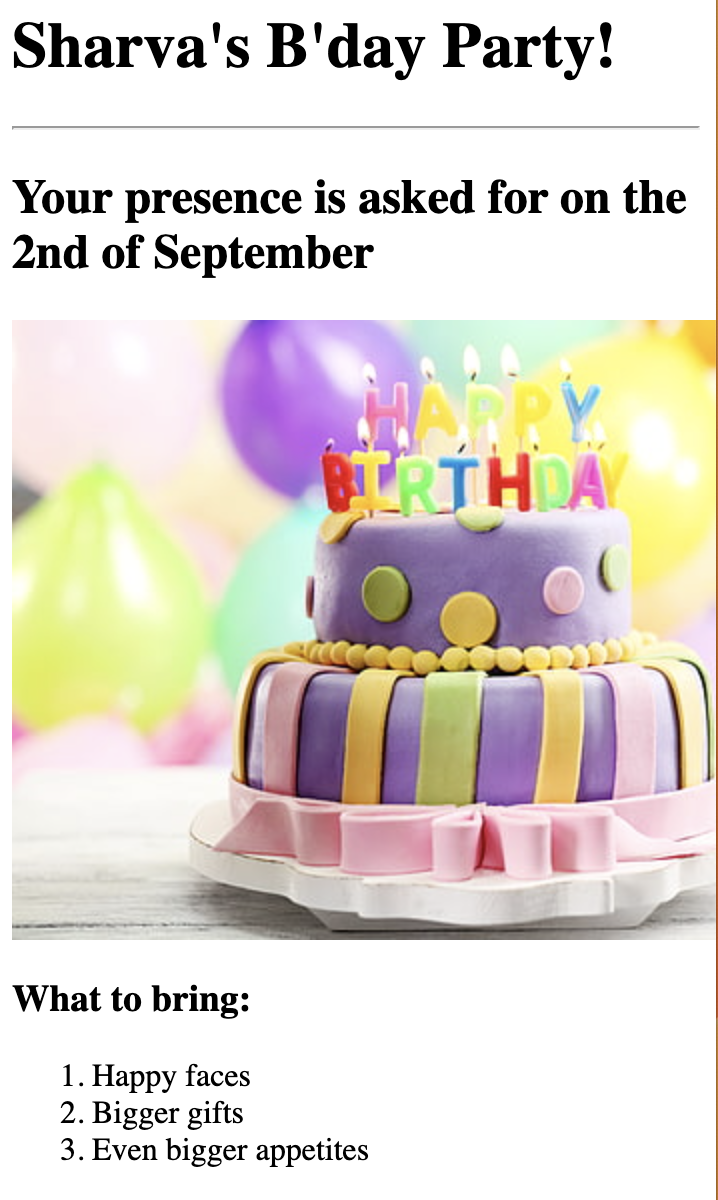 Sharva's B'day Party!
Your presence is asked for on the
2nd of September
HAPPY
BIRTHDAY
What to bring:
1. Happy faces
2. Bigger gifts
3. Even bigger appetites